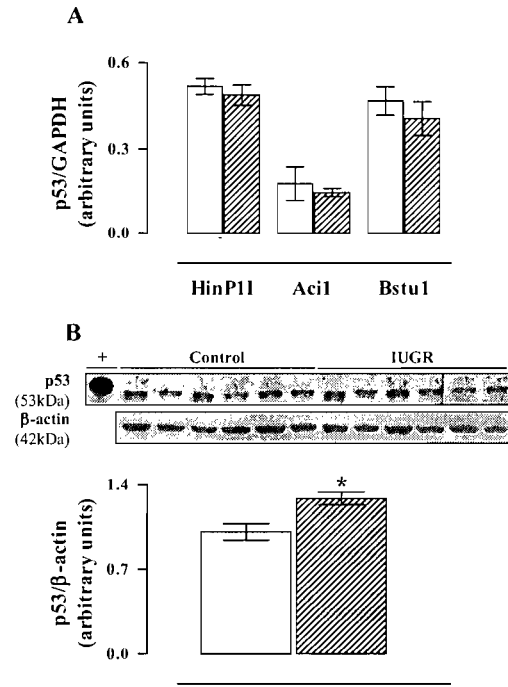 A
p53/GAPDH
(arbitrary units)
0.6
0.3
0.0
HinP1I Aci1 Bstu1
B
+ Control IUGR
p53
(53kDa)
β-actin
(42kDa)
p53/β-actin
(arbitrary units)
1.4
*
0.7
0.0